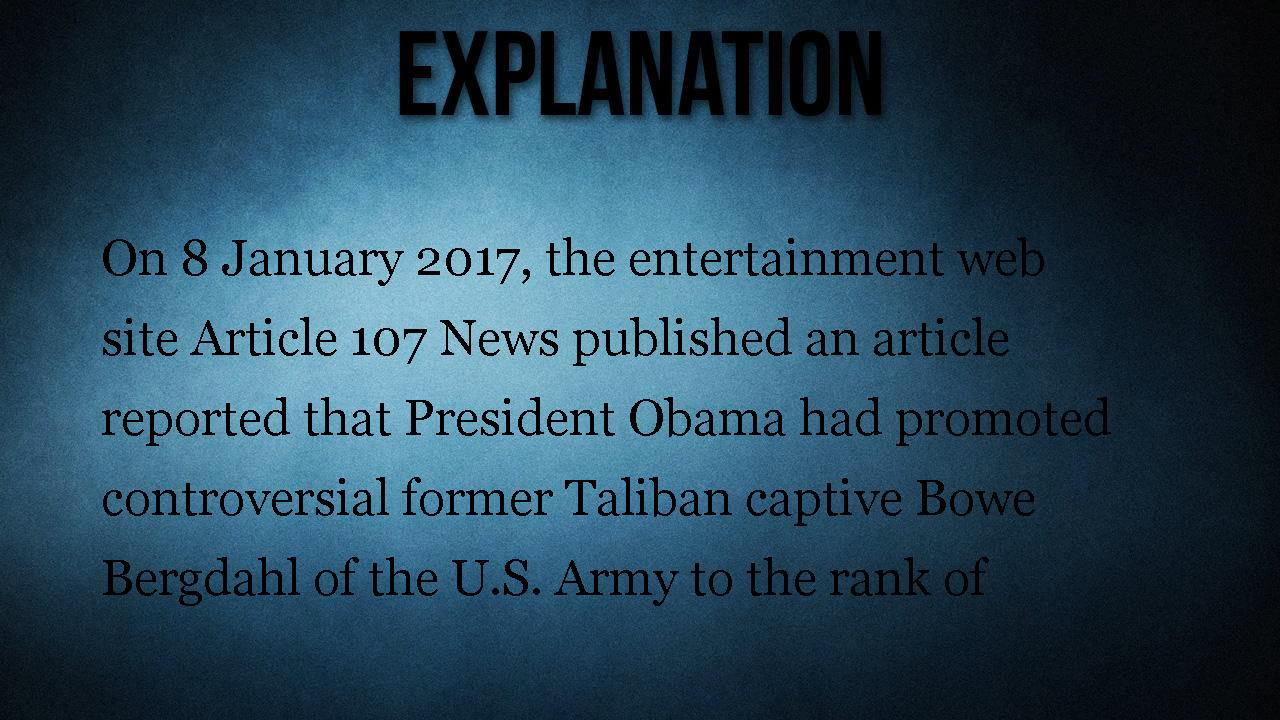 EXPLANATION
On 8 January 2017, the entertainment web
site Article 107 News published an article
reported that President Obama had promoted
controversial former Taliban captive Bowe
Bergdahl of the U.S. Army to the rank of